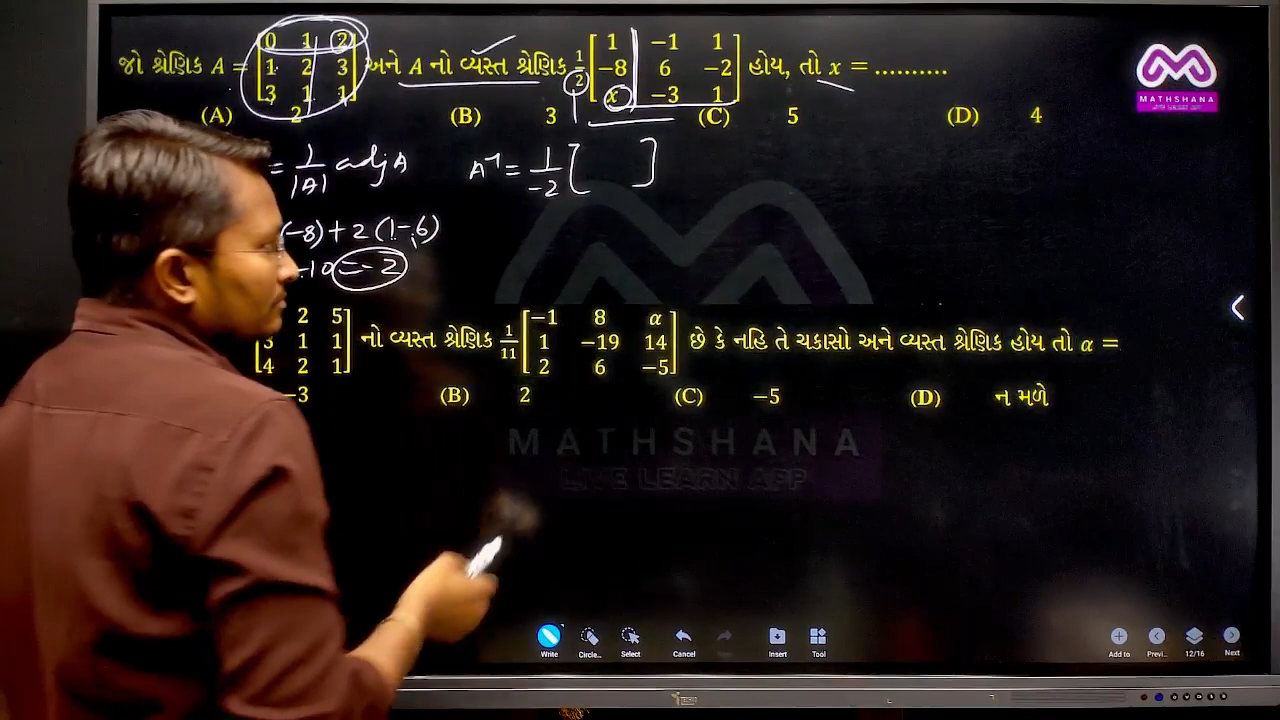 જો શ્રેણિક A = [0 1 2; 1 2 3; 3 1 1] અને A નો વ્યસ્ત શ્રેણિક 1/2 [1 −1 1; −8 6 −2; x −3 1] હોય, તો x = ..........
(A) 2 (B) 3 (C) 5 (D) 4
MATHSHANA
= 1/|A| adj A A⁻¹ = 1/−2 [ ]
(−8) + 2 (1−6)
−10 = −2
2 5; 3 1 1; 4 2 1] નો વ્યસ્ત શ્રેણિક 1/11 [−1 8 α; 1 −19 14; 2 6 −5] છે કે નહિ તે ચકાસો અને વ્યસ્ત શ્રેણિક હોય તો α =
−3 (B) 2 (C) −5 (D) ન મળે
MATHSHANA
LIVE LEARN APP
Write Circle... Select Cancel Insert Tool Add to Previ... 12/16 Next